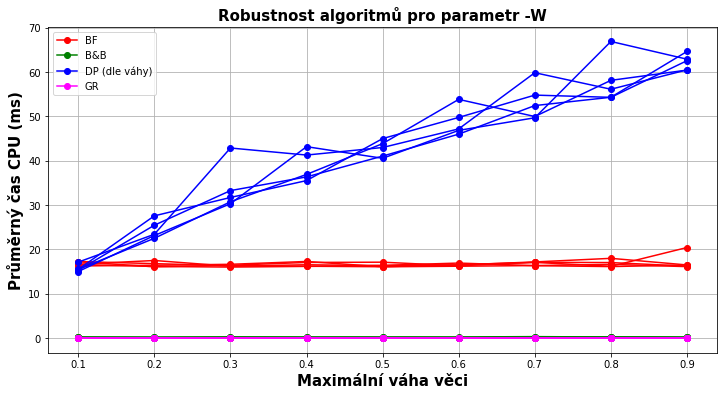 Robustnost algoritmů pro parametr -W
BF
B&B
DP (dle váhy)
GR
Průměrný čas CPU (ms)
70
60
50
40
30
20
10
0
0.1 0.2 0.3 0.4 0.5 0.6 0.7 0.8 0.9
Maximální váha věci